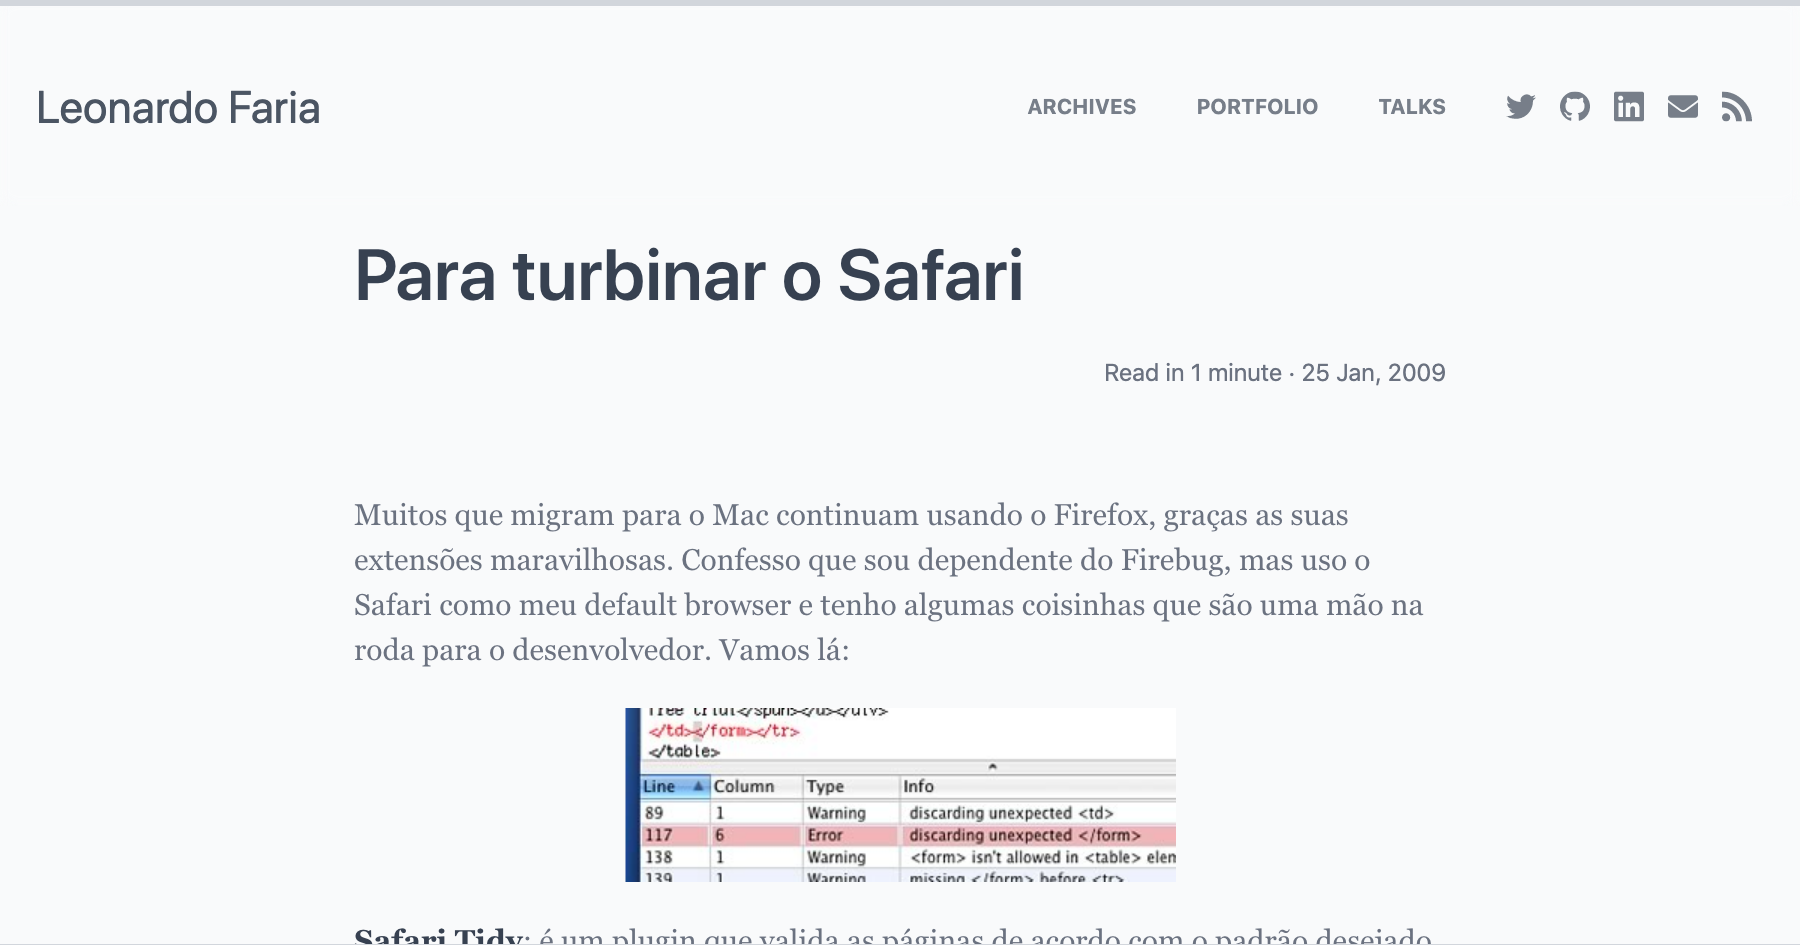 Leonardo Faria
ARCHIVES PORTFOLIO TALKS
Para turbinar o Safari
Read in 1 minute · 25 Jan, 2009
Muitos que migram para o Mac continuam usando o Firefox, graças as suas
extensões maravilhosas. Confesso que sou dependente do Firebug, mas uso o
Safari como meu default browser e tenho algumas coisinhas que são uma mão na
roda para o desenvolvedor. Vamos lá:
free trial</span></a></div>
</td></form></tr>
</table>
Line Column Type Info
89 1 Warning discarding unexpected <td>
117 6 Error discarding unexpected </form>
138 1 Warning <form> isn't allowed in <table> elem
139 1 Warning missing </form> before <tr>
Safari Tidy: é um plugin que valida as páginas de acordo com o padrão desejado